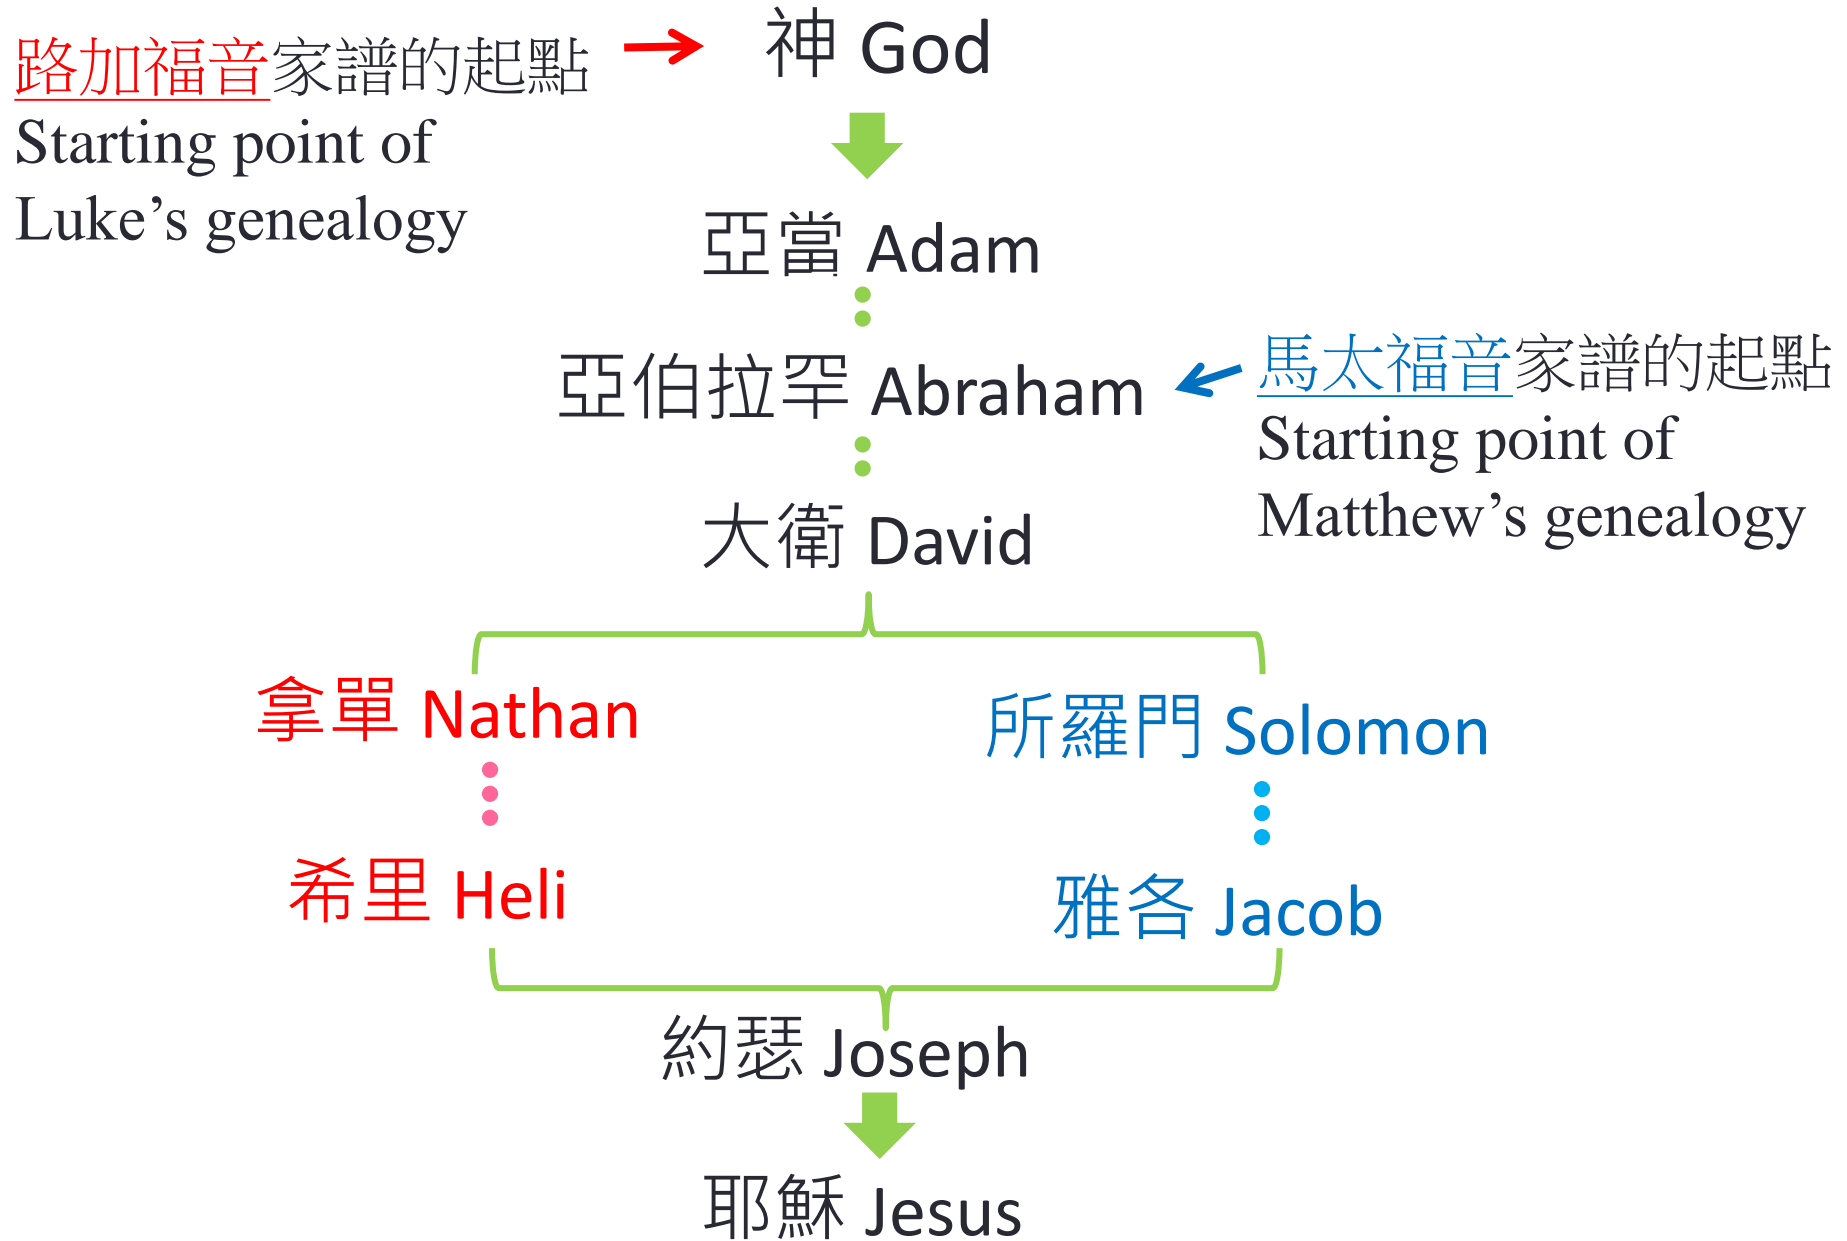 路加福音家譜的起點
Starting point of
Luke’s genealogy
神 God
亞當 Adam
亞伯拉罕 Abraham
馬太福音家譜的起點
Starting point of
Matthew’s genealogy
大衛 David
拿單 Nathan
所羅門 Solomon
希里 Heli
雅各 Jacob
約瑟 Joseph
耶穌 Jesus